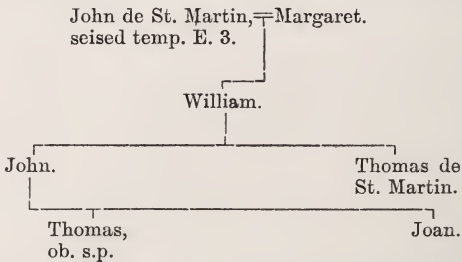 John de St. Martin,=Margaret.
seised temp. E. 3.
William.
John. Thomas de
St. Martin.
Thomas, Joan.
ob. s.p.